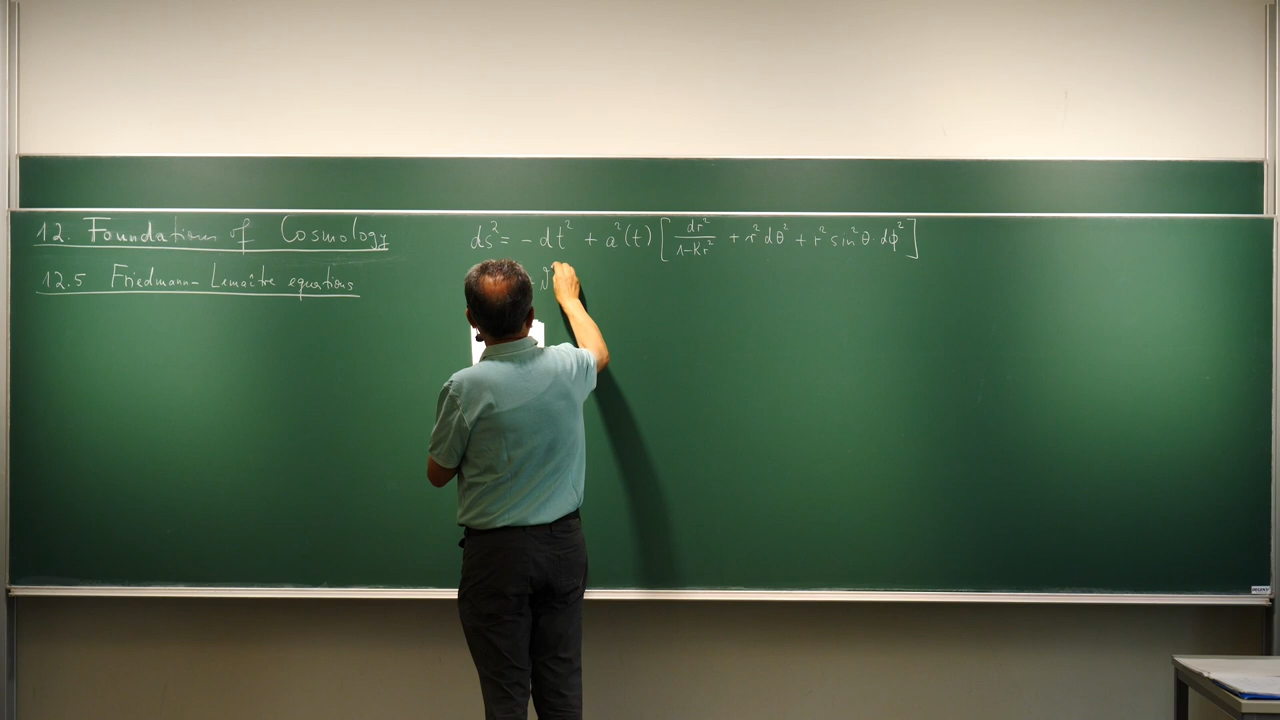 12. Foundations of Cosmology
12.5 Friedmann-Lemaître equations
ds² = - dt² + a²(t) [ dr²/(1-Kr²) + r² dθ² + r² sin²θ · dϕ² ]